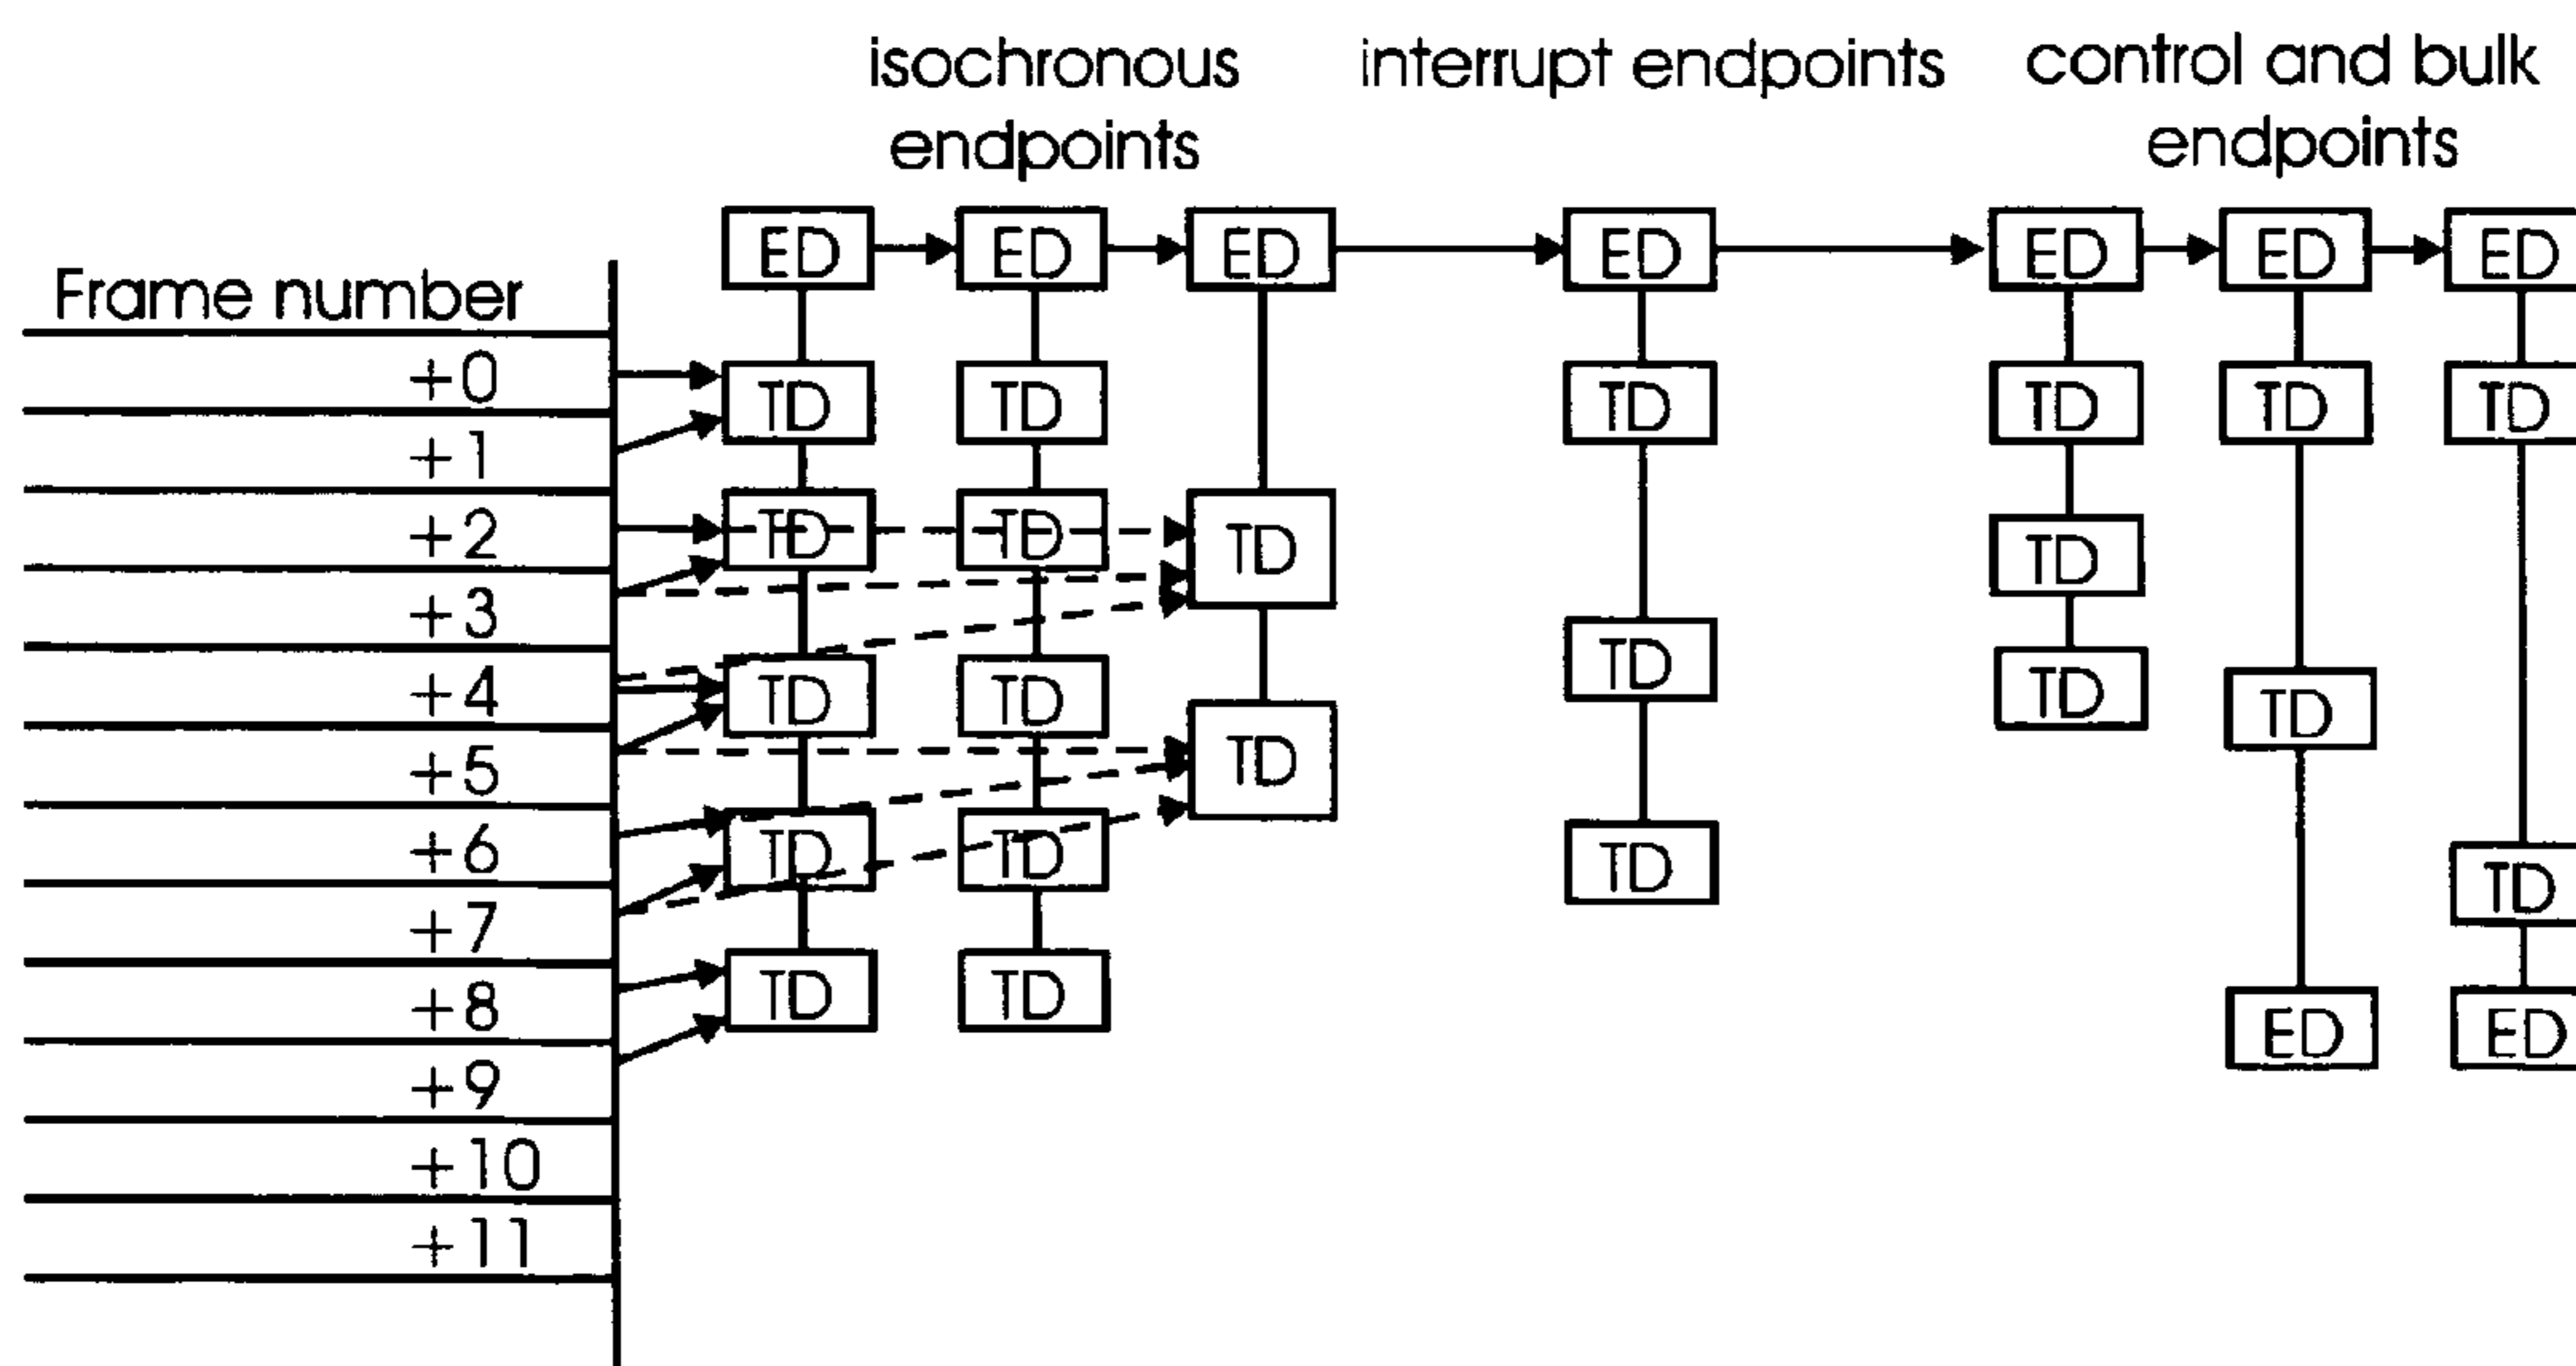 isochronous endpoints
interrupt endpoints
control and bulk endpoints
ED ED ED ED ED ED ED
Frame number
+0
TD TD TD TD TD TD
+1
+2
TD TD TD TD
+3
TD TD
+4
TD TD TD
+5
TD
+6
TD TD TD TD
+7
TD TD
+8
ED ED
+9
+10
+11